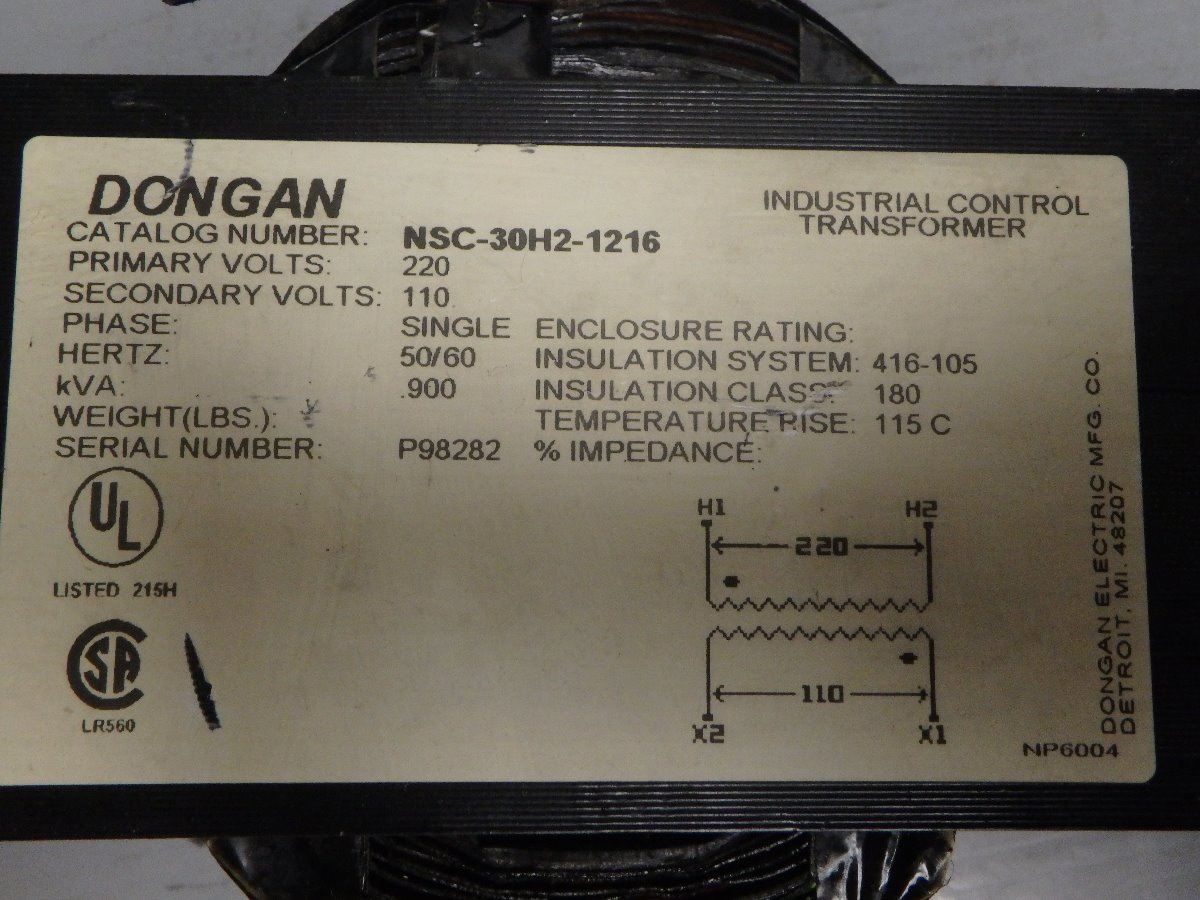 DONGAN
INDUSTRIAL CONTROL
TRANSFORMER
CATALOG NUMBER: NSC-30H2-1216
PRIMARY VOLTS: 220
SECONDARY VOLTS: 110
PHASE: SINGLE ENCLOSURE RATING:
HERTZ: 50/60 INSULATION SYSTEM: 416-105
kVA: .900 INSULATION CLASS: 180
WEIGHT(LBS.): TEMPERATURE RISE: 115 C
SERIAL NUMBER: P98282 % IMPEDANCE:
UL
LISTED 215H
CSA
LR560
H1 H2
220
110
X2 X1
NP6004
DONGAN ELECTRIC MFG. CO.
DETROIT, MI. 48207